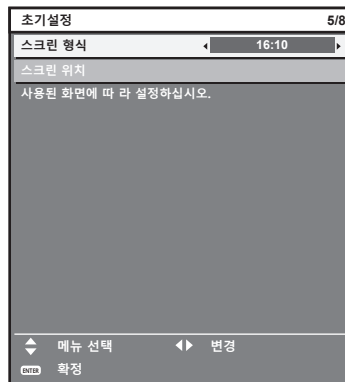 초기설정 5/8
스크린 형식 16:10
스크린 위치
사용된 화면에 따 라 설정하십시오.
메뉴 선택 변경
ENTER 확정